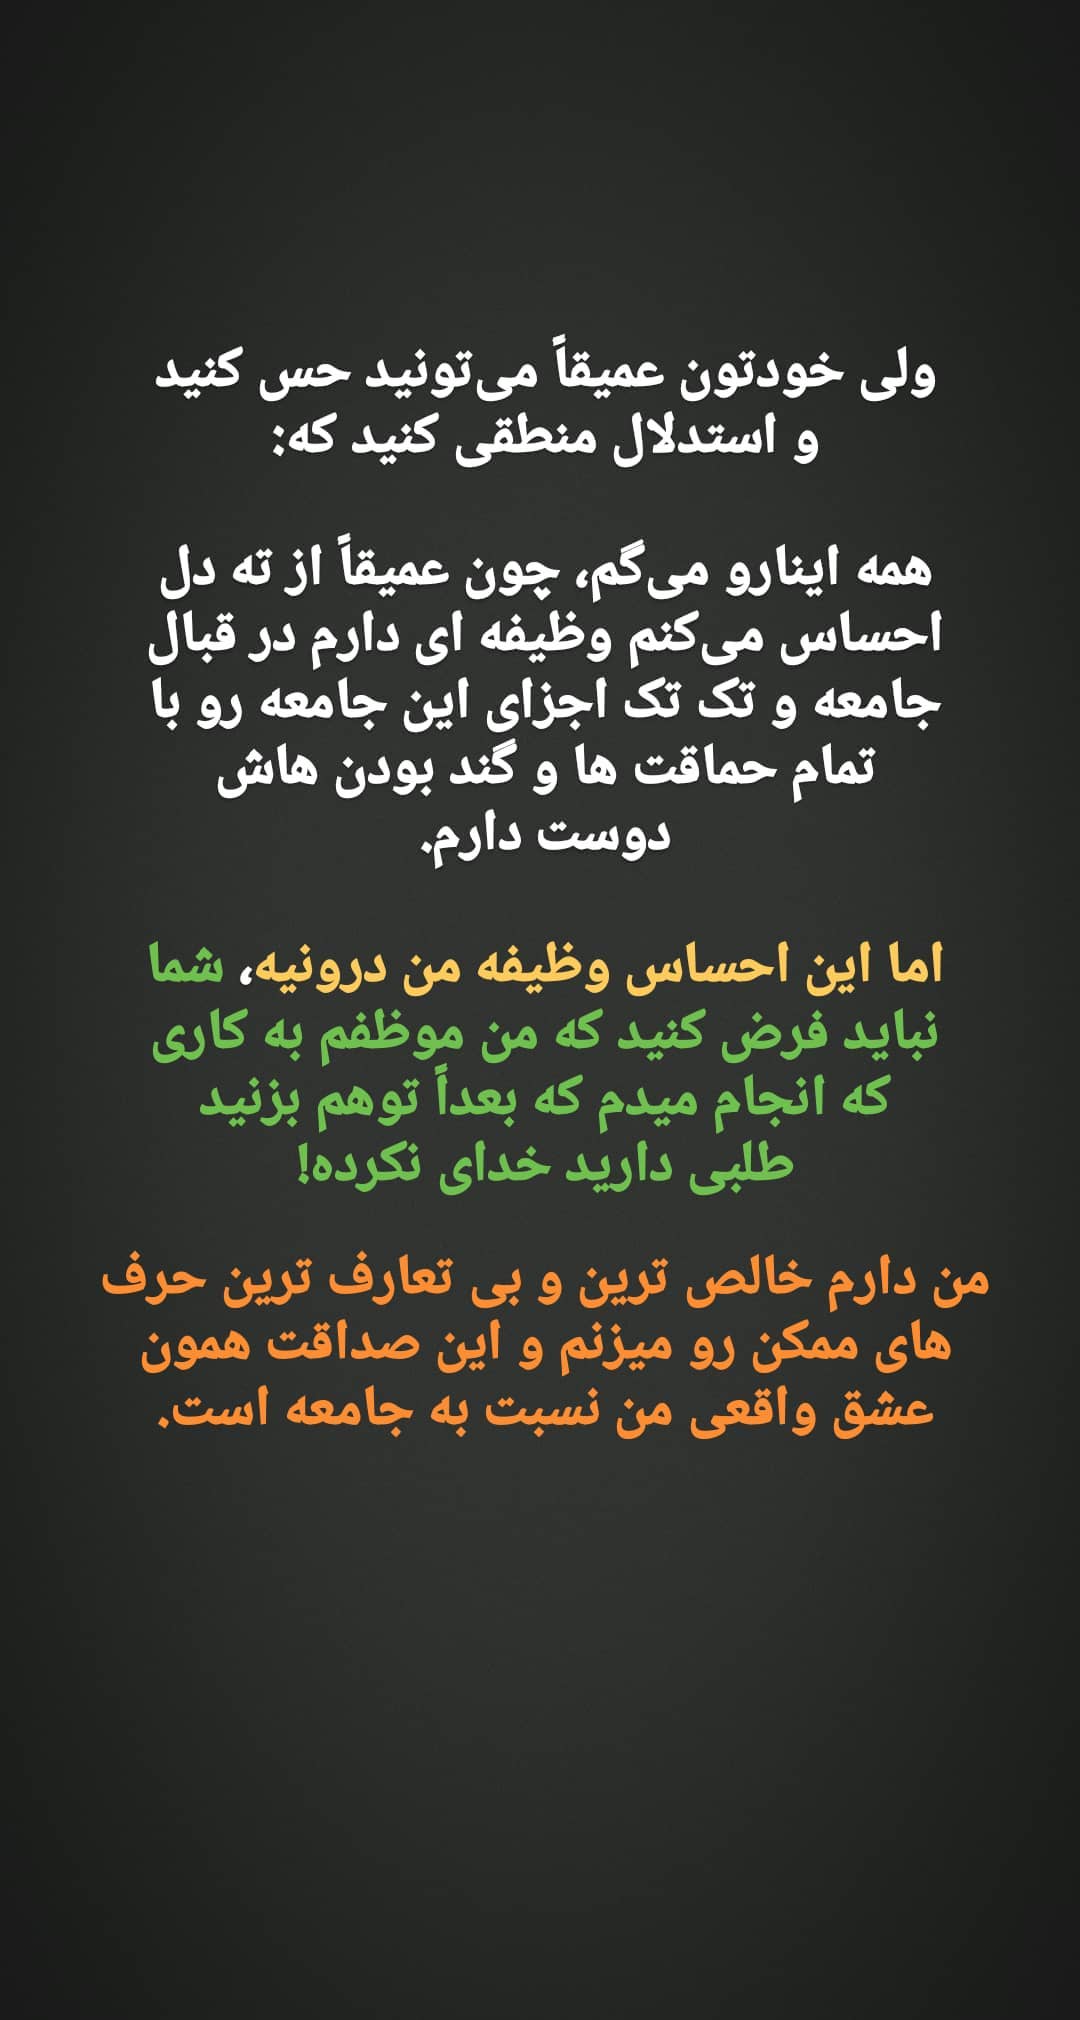 ولی خودتون عمیقاً می‌تونید حس کنید
و استدلال منطقی کنید که:
همه اینارو می‌گم، چون عمیقاً از ته دل
احساس می‌کنم وظیفه ای دارم در قبال
جامعه و تک تک اجزای این جامعه رو با
تمام حماقت ها و گند بودن هاش
دوست دارم.
اما این احساس وظیفه من درونیه، شما
نباید فرض کنید که من موظفم به کاری
که انجام میدم که بعداً توهم بزنید
طلبی دارید خدای نکرده!
من دارم خالص ترین و بی تعارف ترین حرف
های ممکن رو میزنم و این صداقت همون
عشق واقعی من نسبت به جامعه است.